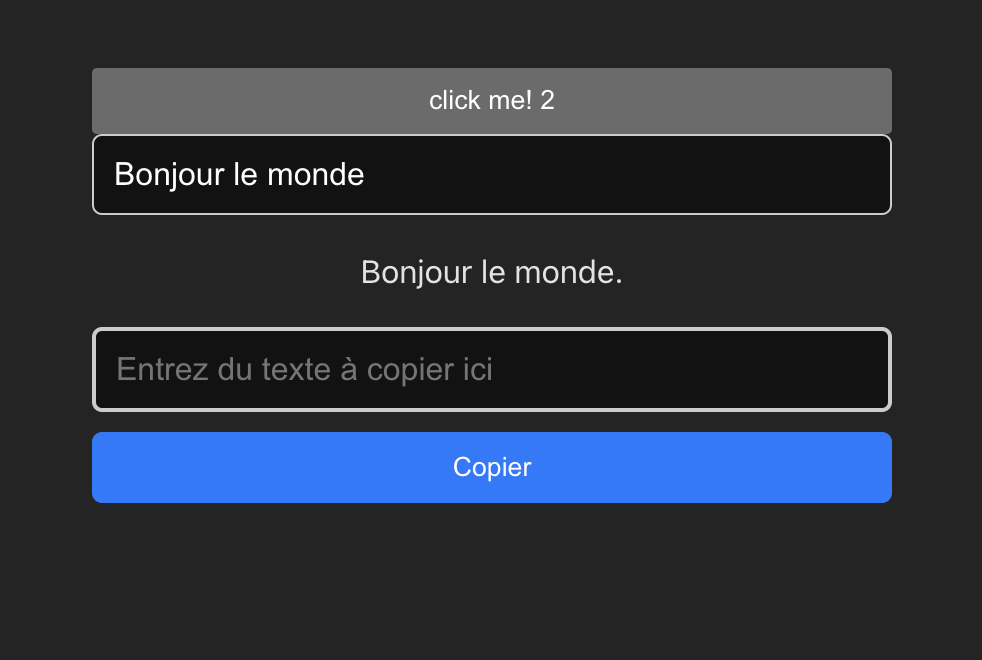 click me! 2
Bonjour le monde
Bonjour le monde.
Entrez du texte à copier ici
Copier